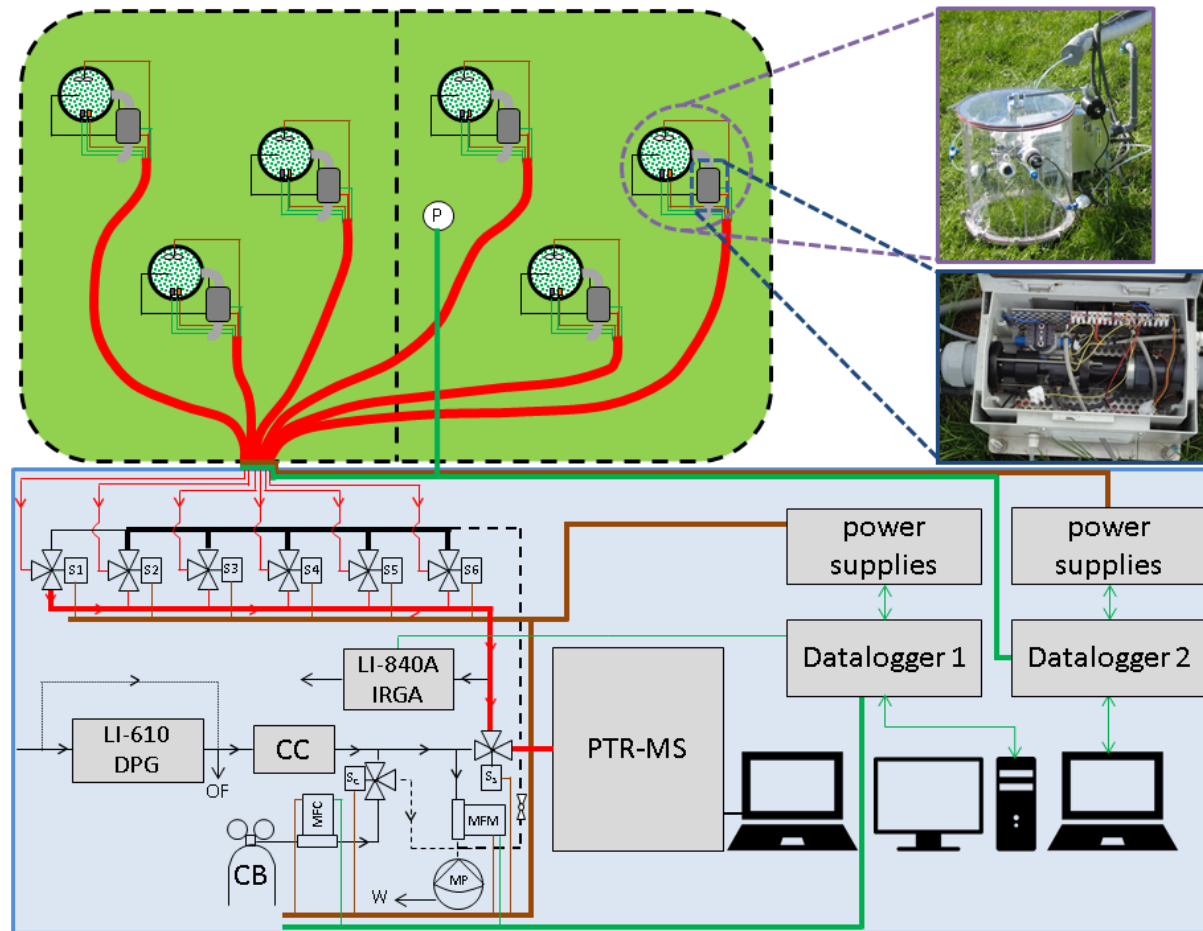 P
S1
S2
S3
S4
S5
S6
power
supplies
power
supplies
LI-840A
IRGA
Datalogger 1
Datalogger 2
LI-610
DPG
CC
PTR-MS
OF
Sc
MFC
MFM
CB
MP
W